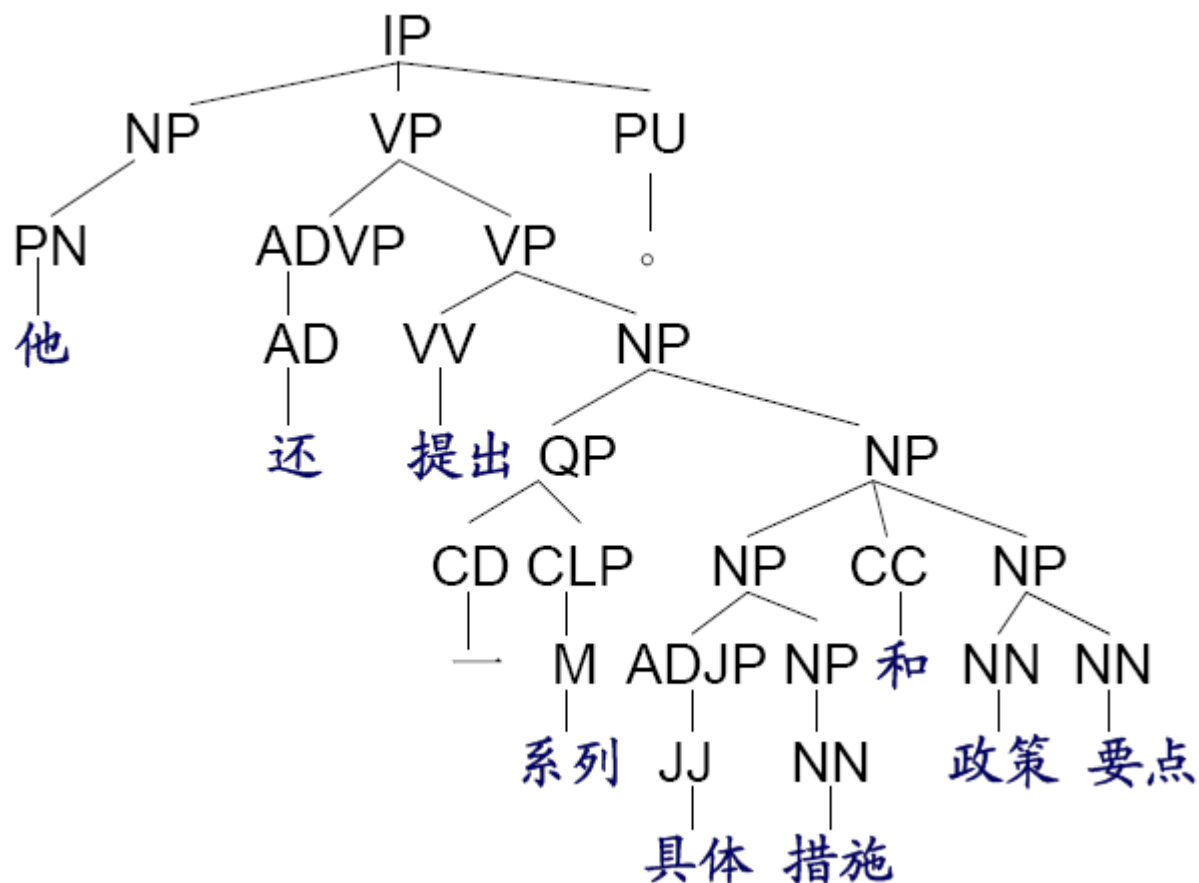 IP
NP VP PU
PN ADVP VP 。
他 AD VV NP
还 提出 QP NP
CD CLP NP CC NP
一 M ADJP NP 和 NN NN
系列 JJ NN 政策 要点
具体 措施